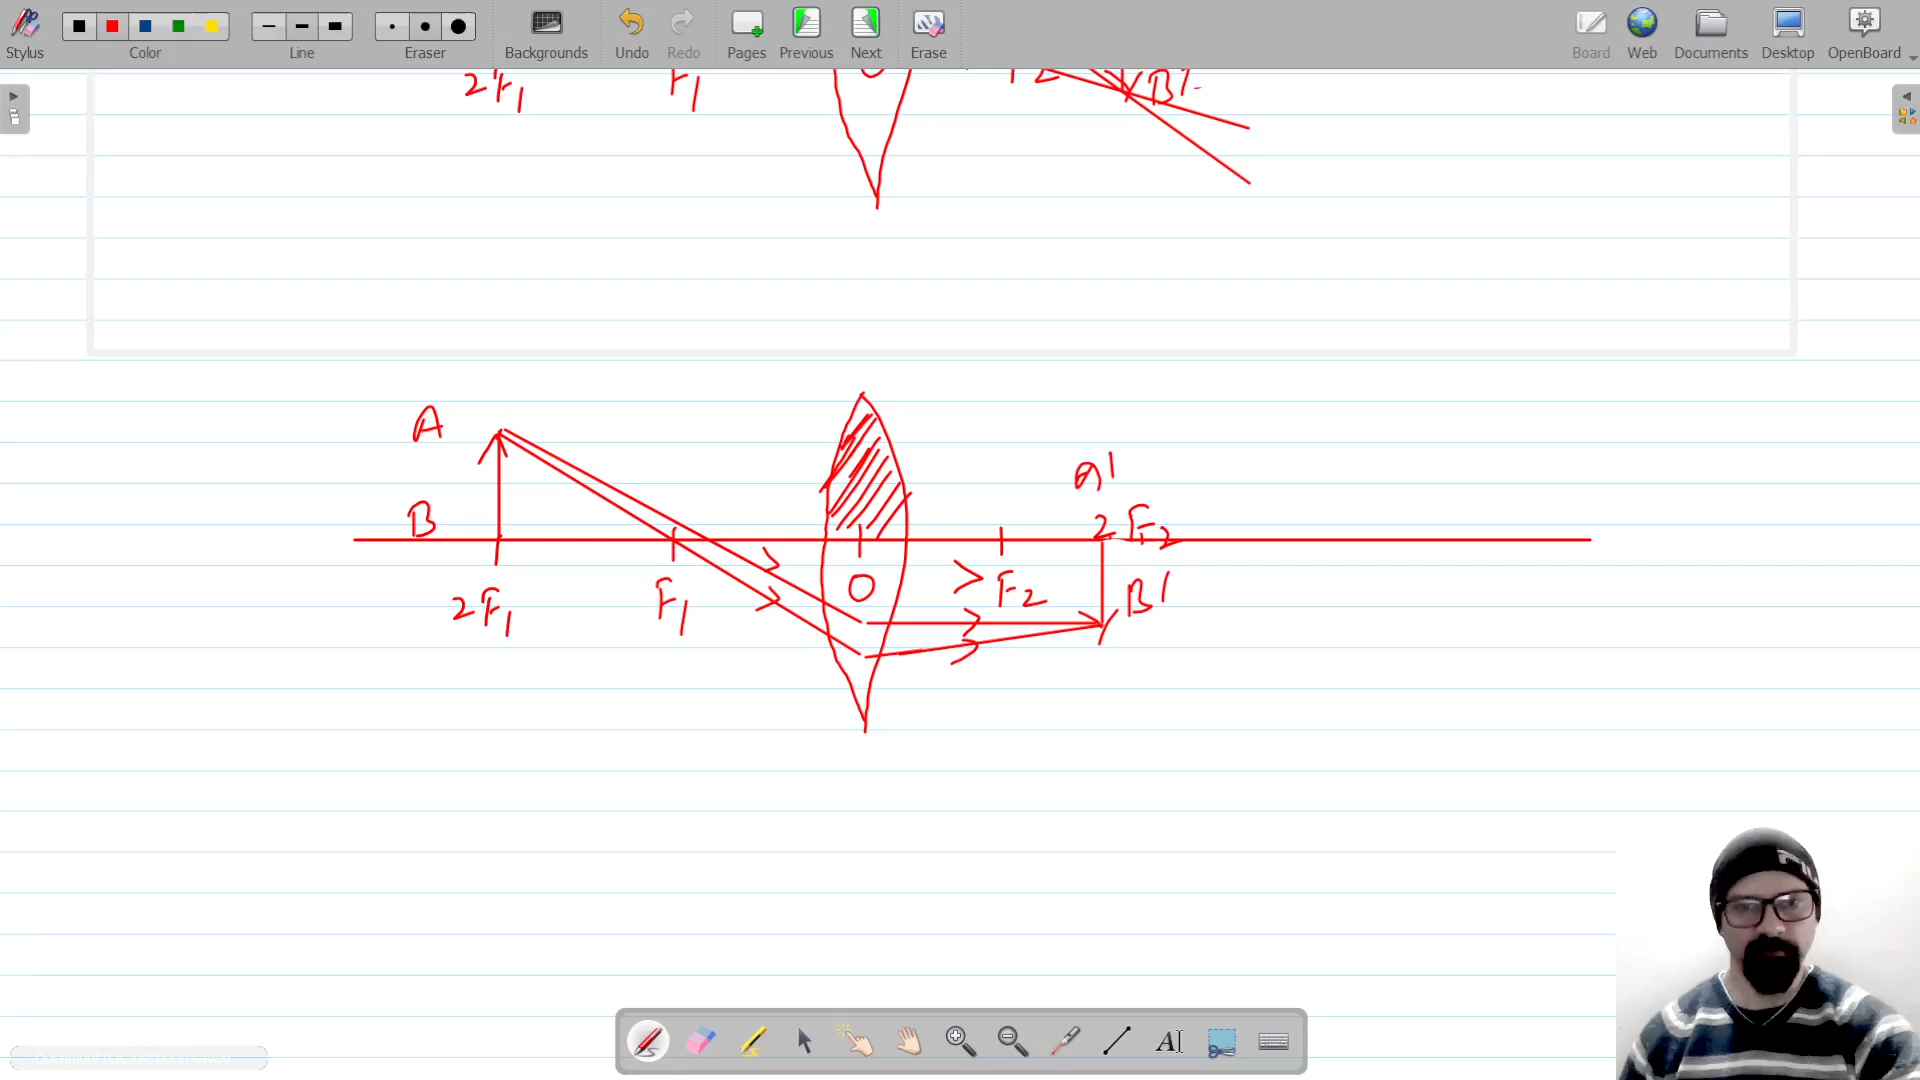 Stylus
Color
Line
Eraser
Backgrounds
Undo
Redo
Pages
Previous
Next
Erase
Board
Web
Documents
Desktop
OpenBoard
2F1
F1
B'
A
B
2F1
F1
O
F2
2F2
B'